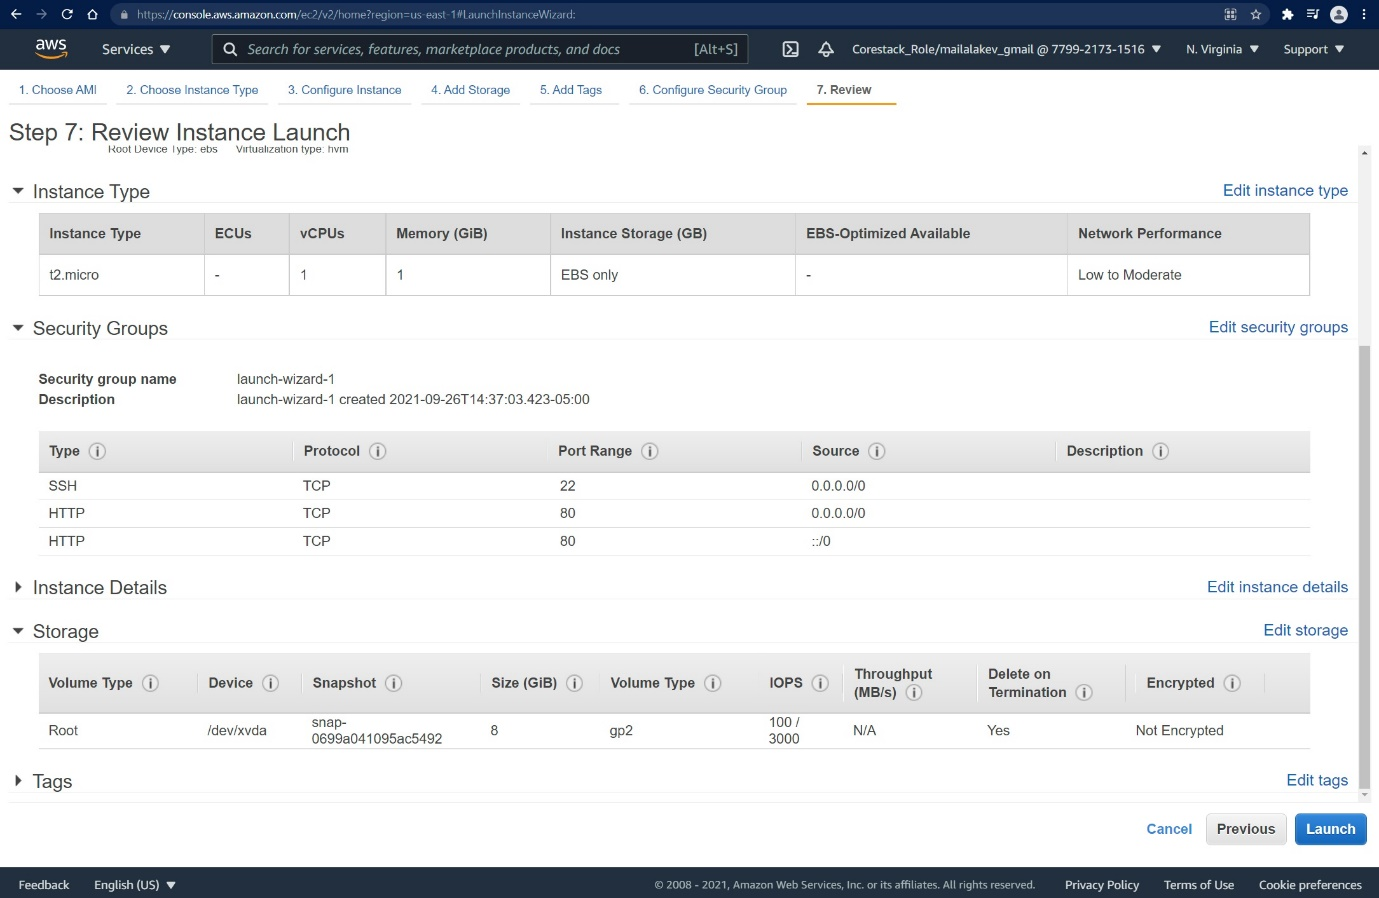 https://console.aws.amazon.com/ec2/v2/home?region=us-east-1#LaunchInstanceWizard:
aws Services Search for services, features, marketplace products, and docs [Alt+S] Corestack_Role/mailalakev_gmail @ 7799-2173-1516 N. Virginia Support
1. Choose AMI 2. Choose Instance Type 3. Configure Instance 4. Add Storage 5. Add Tags 6. Configure Security Group 7. Review
Step 7: Review Instance Launch
Root Device Type: ebs Virtualization type: hvm
Instance Type Edit instance type
Instance Type ECUs vCPUs Memory (GiB) Instance Storage (GB) EBS-Optimized Available Network Performance
t2.micro - 1 1 EBS only - Low to Moderate
Security Groups Edit security groups
Security group name launch-wizard-1
Description launch-wizard-1 created 2021-09-26T14:37:03.423-05:00
Type Protocol Port Range Source Description
SSH TCP 22 0.0.0.0/0
HTTP TCP 80 0.0.0.0/0
HTTP TCP 80 ::/0
Instance Details Edit instance details
Storage Edit storage
Volume Type Device Snapshot Size (GiB) Volume Type IOPS Throughput (MB/s) Delete on Termination Encrypted
Root /dev/xvda snap-0699a041095ac5492 8 gp2 100 / 3000 N/A Yes Not Encrypted
Tags Edit tags
Cancel Previous Launch
Feedback English (US) © 2008 - 2021, Amazon Web Services, Inc. or its affiliates. All rights reserved. Privacy Policy Terms of Use Cookie preferences